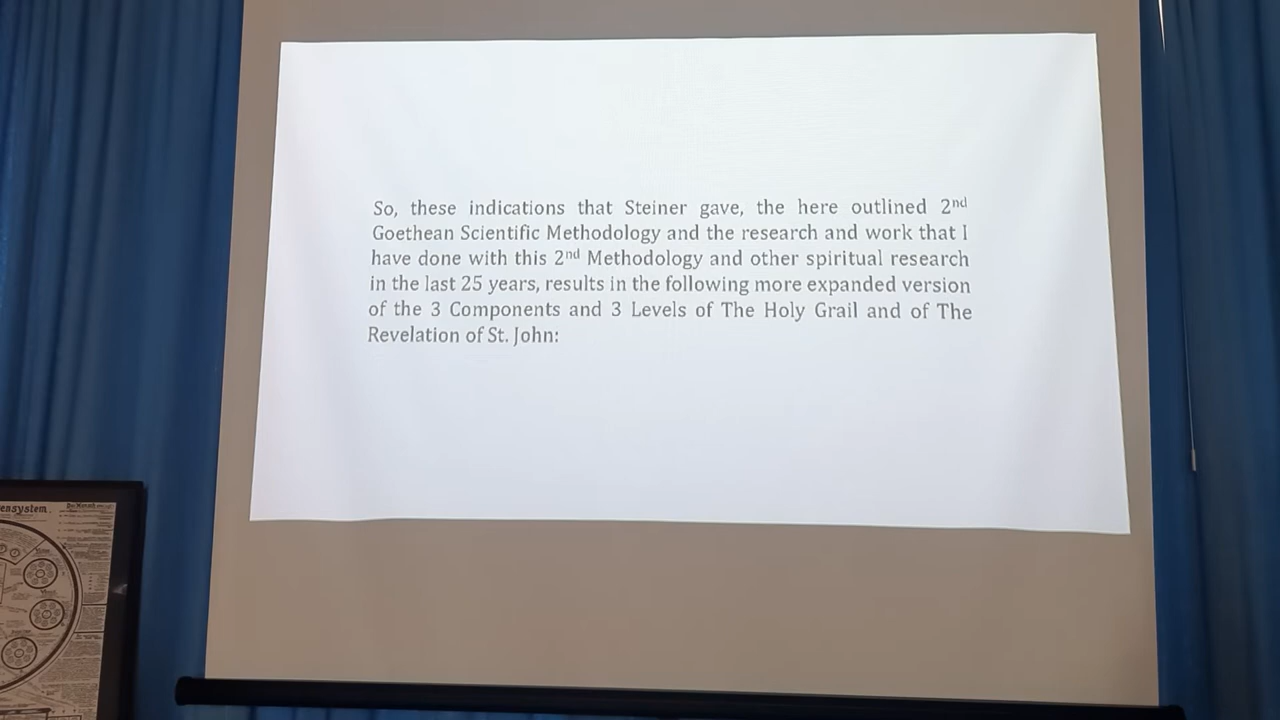 So, these indications that Steiner gave, the here outlined 2nd
Goethean Scientific Methodology and the research and work that I
have done with this 2nd Methodology and other spiritual research
in the last 25 years, results in the following more expanded version
of the 3 Components and 3 Levels of The Holy Grail and of The
Revelation of St. John:
ensystem